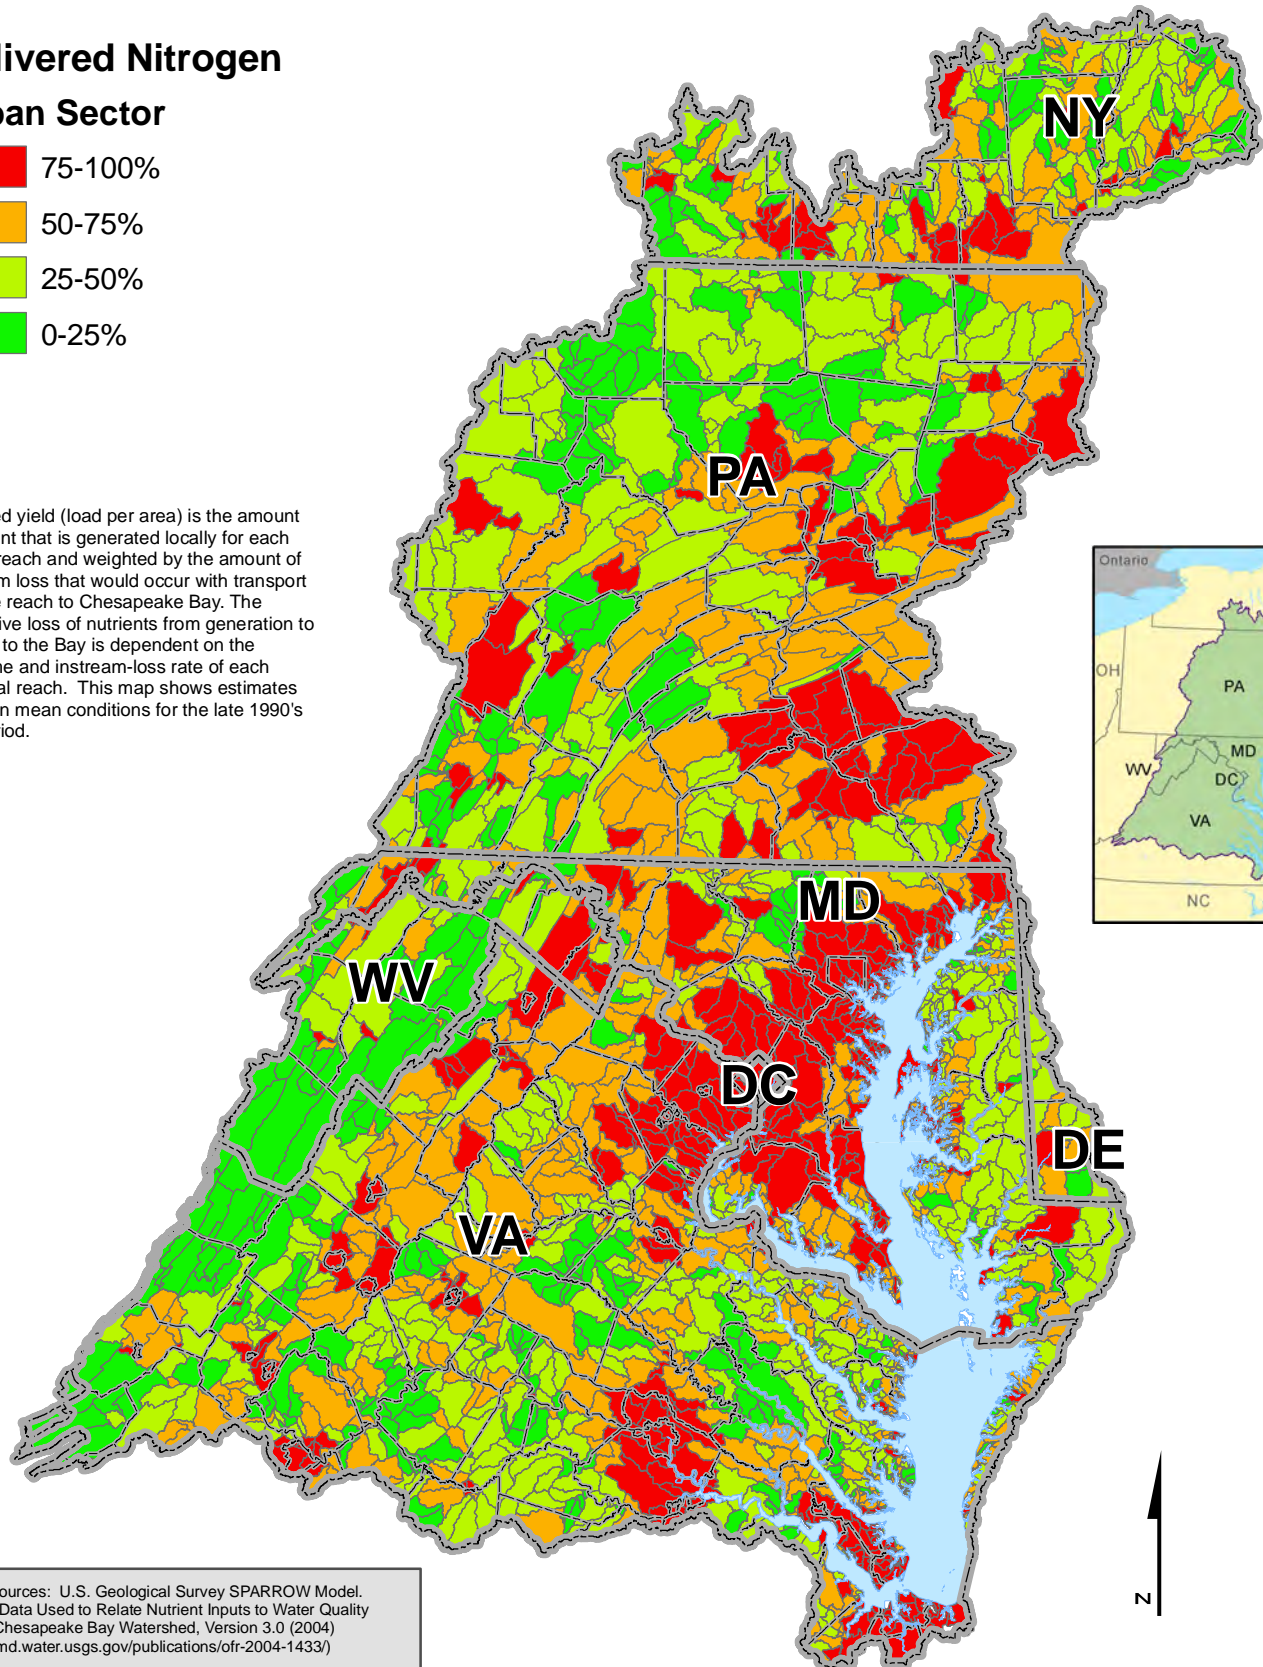 livered Nitrogen
ban Sector
75-100%
50-75%
25-50%
0-25%
ed yield (load per area) is the amount
ent that is generated locally for each
reach and weighted by the amount of
m loss that would occur with transport
e reach to Chesapeake Bay. The
tive loss of nutrients from generation to
to the Bay is dependent on the
me and instream-loss rate of each
al reach. This map shows estimates
n mean conditions for the late 1990's
riod.
NY
PA
MD
WV
DC
DE
VA
Ontario
OH
PA
MD
WV
DC
VA
NC
N
ources: U.S. Geological Survey SPARROW Model.
Data Used to Relate Nutrient Inputs to Water Quality
Chesapeake Bay Watershed, Version 3.0 (2004)
md.water.usgs.gov/publications/ofr-2004-1433/)